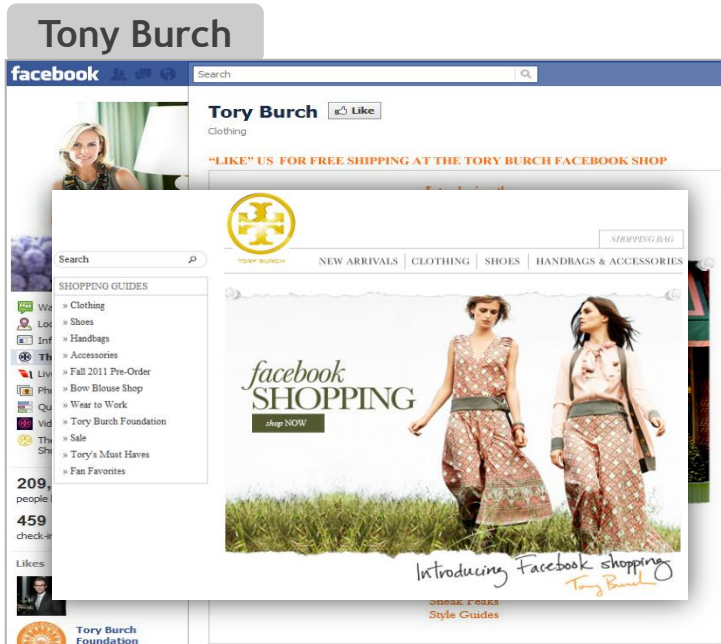 Tony Burch
facebook
Search
Tory Burch
Like
Clothing
"LIKE" US FOR FREE SHIPPING AT THE TORY BURCH FACEBOOK SHOP
TORY BURCH
SHOPPING BAG
Search
NEW ARRIVALS CLOTHING SHOES HANDBAGS & ACCESSORIES
SHOPPING GUIDES
» Clothing
» Shoes
» Handbags
» Accessories
» Fall 2011 Pre-Order
» Bow Blouse Shop
» Wear to Work
» Tory Burch Foundation
» Sale
» Tory's Must Haves
» Fan Favorites
facebook
SHOPPING
shop NOW
Introducing Facebook shopping
Tory Burch
209,
people
459
check-i
Likes
Sneak Peaks
Style Guides
Tory Burch
Foundation